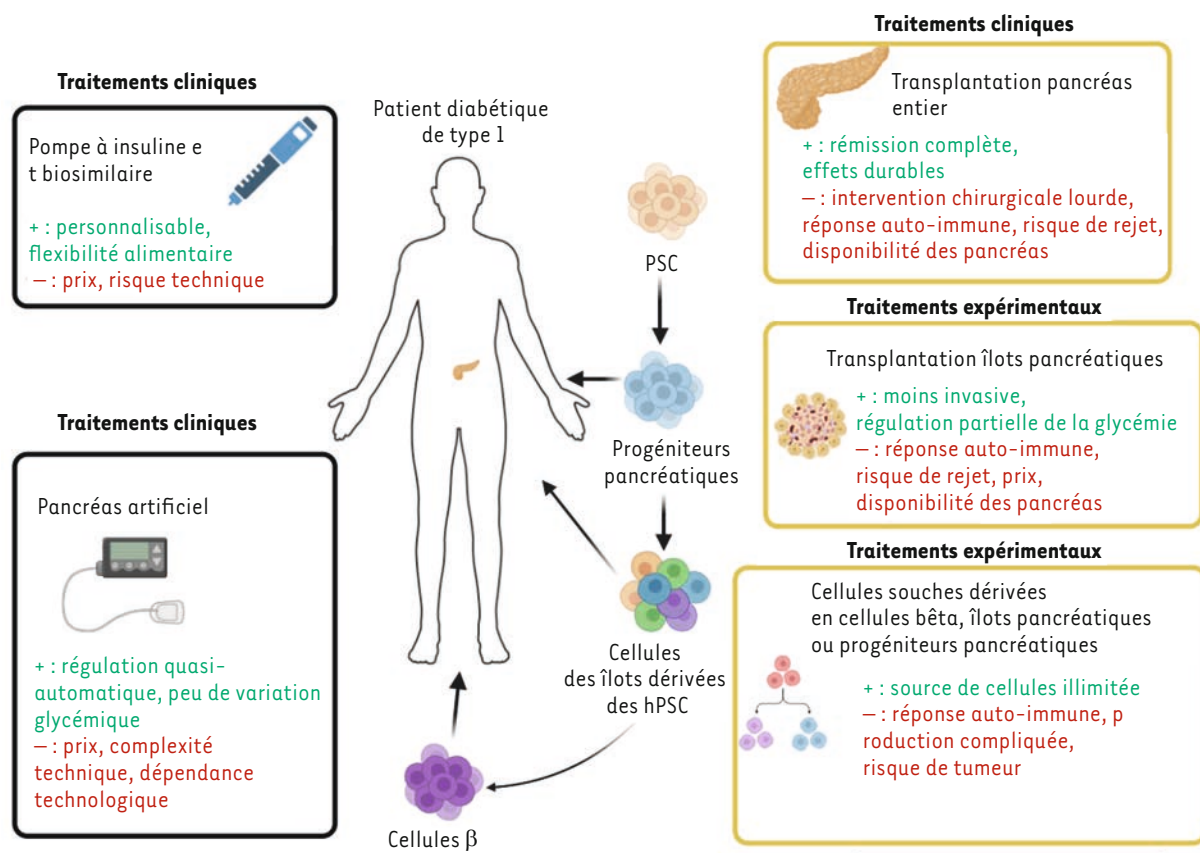 Traitements cliniques
Pompe à insuline e
t biosimilaire
+ : personnalisable,
flexibilité alimentaire
− : prix, risque technique
Traitements cliniques
Pancréas artificiel
+ : régulation quasi-
automatique, peu de variation
glycémique
− : prix, complexité
technique, dépendance
technologique
Patient diabétique
de type 1
PSC
Progéniteurs
pancréatiques
Cellules
des îlots dérivées
des hPSC
Cellules β
Traitements cliniques
Transplantation pancréas
entier
+ : rémission complète,
effets durables
− : intervention chirurgicale lourde,
réponse auto-immune, risque de rejet,
disponibilité des pancréas
Traitements expérimentaux
Transplantation îlots pancréatiques
+ : moins invasive,
régulation partielle de la glycémie
− : réponse auto-immune,
risque de rejet, prix,
disponibilité des pancréas
Traitements expérimentaux
Cellules souches dérivées
en cellules bêta, îlots pancréatiques
ou progéniteurs pancréatiques
+ : source de cellules illimitée
− : réponse auto-immune, p
roduction compliquée,
risque de tumeur